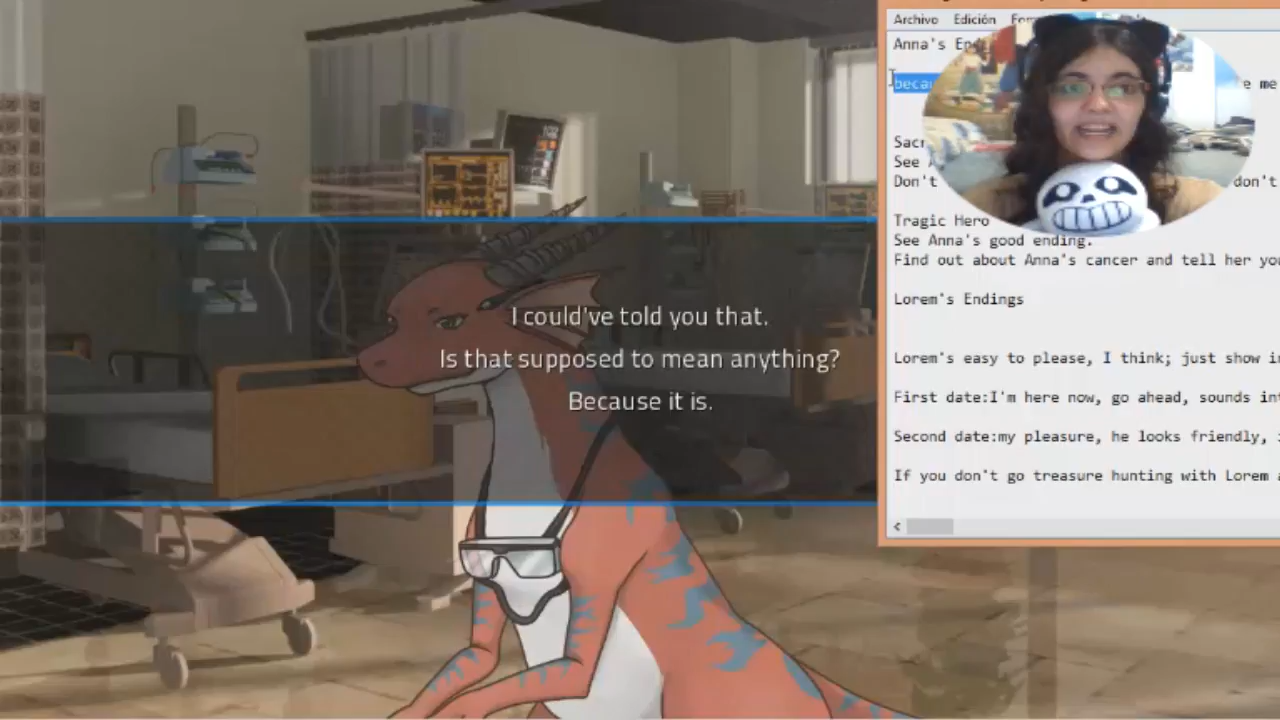 Archivo Edición
Anna's
becau
e me
Sacr
See
Don't
don't
Tragic Hero
See Anna's good ending.
Find out about Anna's cancer and tell her you
Lorem's Endings
Lorem's easy to please, I think; just show in
First date:I'm here now, go ahead, sounds int
Second date:my pleasure, he looks friendly,
If you don't go treasure hunting with Lorem a
I could've told you that.
Is that supposed to mean anything?
Because it is.